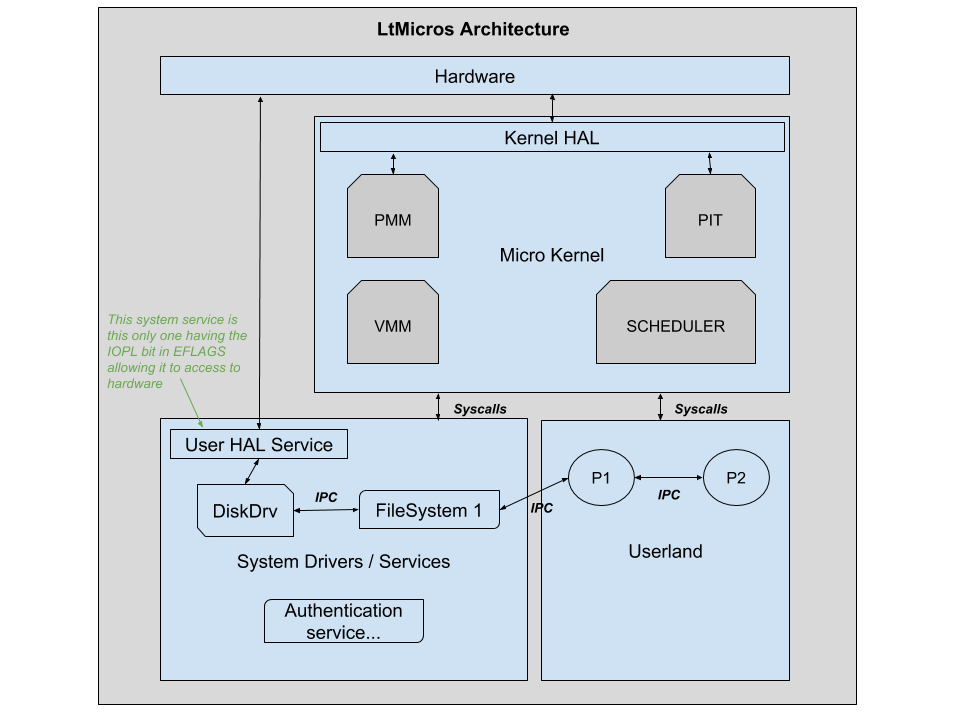 LtMicros Architecture
Hardware
Kernel HAL
PMM
PIT
Micro Kernel
VMM
SCHEDULER
This system service is
this only one having the
IOPL bit in EFLAGS
allowing it to access to
hardware
Syscalls
Syscalls
User HAL Service
DiskDrv
IPC
FileSystem 1
IPC
P1
IPC
P2
System Drivers / Services
Userland
Authentication
service...